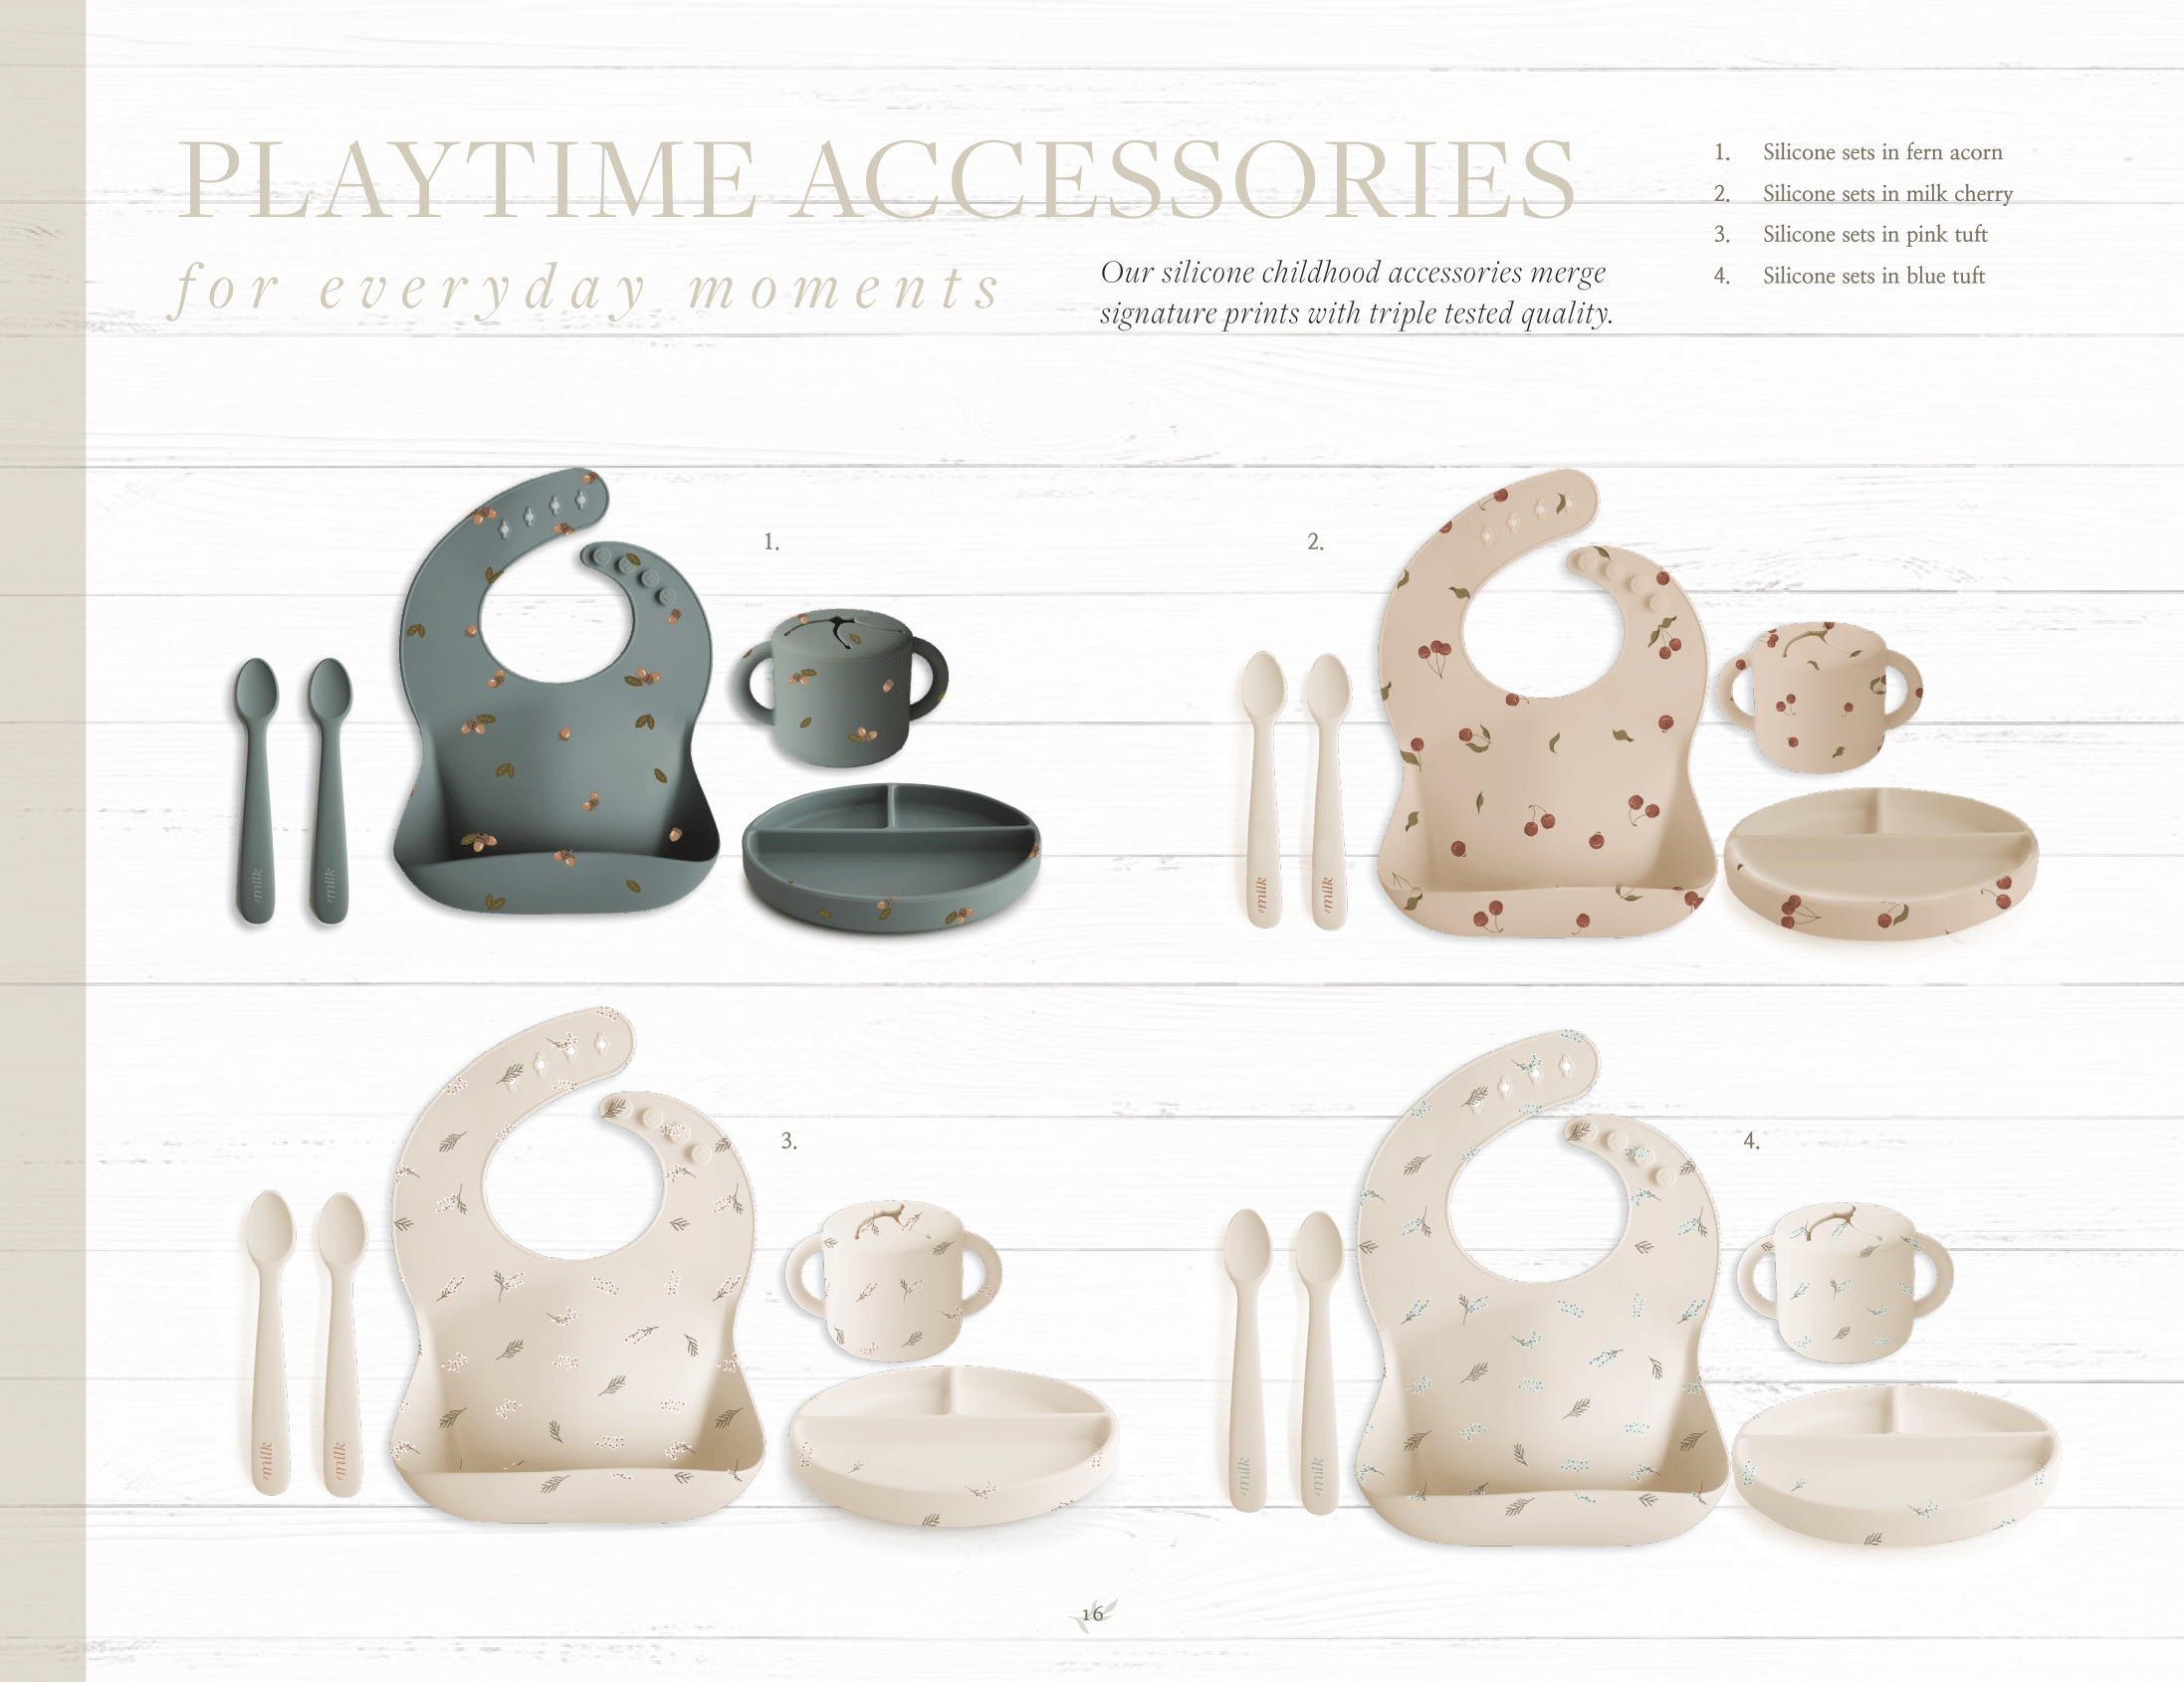 PLAYTIME ACCESSORIES
for everyday moments
Our silicone childhood accessories merge
signature prints with triple tested quality.
1. Silicone sets in fern acorn
2. Silicone sets in milk cherry
3. Silicone sets in pink tuft
4. Silicone sets in blue tuft
1.
2.
milk
milk
milk
milk
3.
4.
milk
milk
milk
milk
16